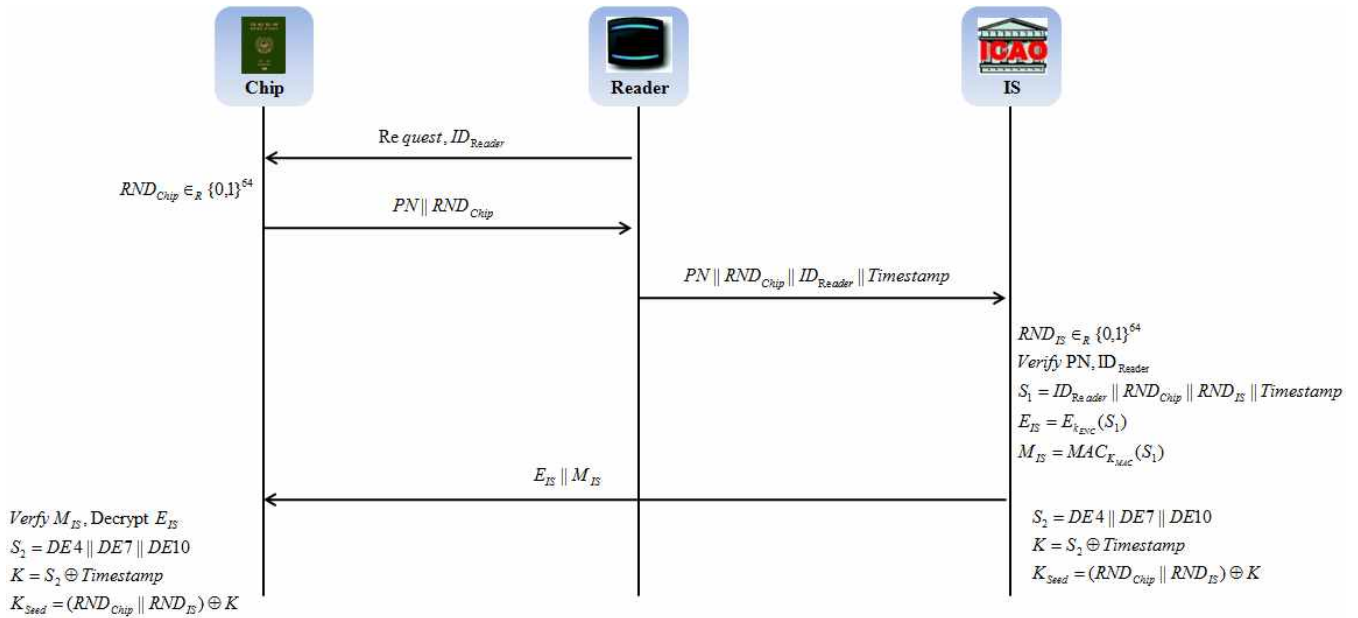 Chip
Reader
ICAO
IS
Re quest, ID_Reader
RND_Chip ∈_R {0,1}^64
PN || RND_Chip
PN || RND_Chip || ID_Reader || Timestamp
RND_IS ∈_R {0,1}^64
Verify PN, ID_Reader
S_1 = ID_Reader || RND_Chip || RND_IS || Timestamp
E_IS = E_k_ENC (S_1)
M_IS = MAC_K_MAC (S_1)
E_IS || M_IS
Verfy M_IS, Decrypt E_IS
S_2 = DE4 || DE7 || DE10
K = S_2 ⊕ Timestamp
K_Seed = (RND_Chip || RND_IS) ⊕ K
S_2 = DE4 || DE7 || DE10
K = S_2 ⊕ Timestamp
K_Seed = (RND_Chip || RND_IS) ⊕ K